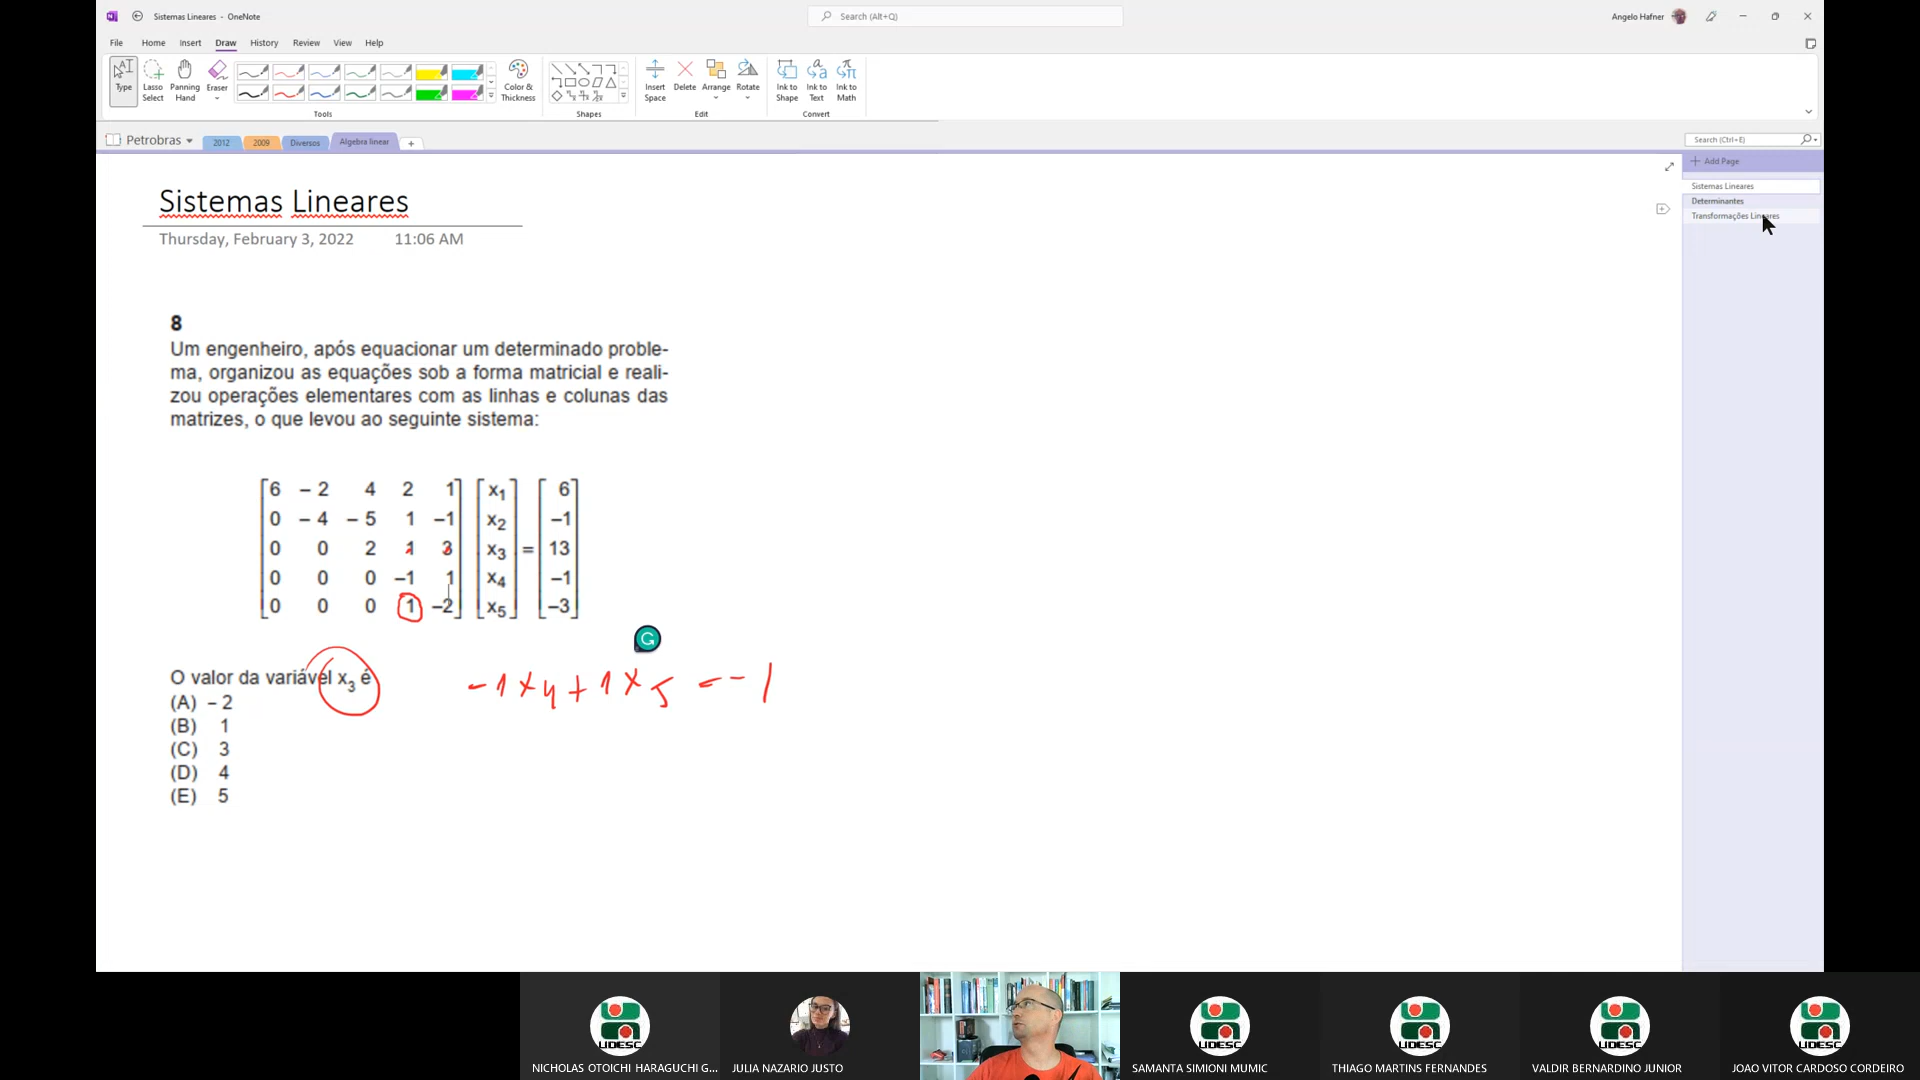 Sistemas Lineares - OneNote
Search (Alt+Q)
Angelo Hafner
File Home Insert Draw History Review View Help
Type
Lasso Select
Panning Hand
Eraser
Color & Thickness
Insert Space
Delete
Arrange
Rotate
Ink to Shape
Ink to Text
Ink to Math
Tools
Shapes
Edit
Convert
Petrobras
2012
2009
Diversos
Algebra linear
+
Search (Ctrl+E)
Add Page
Sistemas Lineares
Determinantes
Transformações Lineares
Sistemas Lineares
Thursday, February 3, 2022 11:06 AM
8
Um engenheiro, após equacionar um determinado proble-
ma, organizou as equações sob a forma matricial e reali-
zou operações elementares com as linhas e colunas das
matrizes, o que levou ao seguinte sistema:
6 – 2 4 2 1 x1 6
0 – 4 – 5 1 –1 x2 –1
0 0 2 1 3 x3 = 13
0 0 0 –1 1 x4 –1
0 0 0 1 –2 x5 –3
O valor da variável x3 é
-1x4+1x5 = -1
(A) – 2
(B) 1
(C) 3
(D) 4
(E) 5
UDESC
UDESC
UDESC
UDESC
UDESC
NICHOLAS OTOICHI HARAGUCHI G...
JULIA NAZARIO JUSTO
SAMANTA SIMIONI MUMIC
THIAGO MARTINS FERNANDES
VALDIR BERNARDINO JUNIOR
JOAO VITOR CARDOSO CORDEIRO